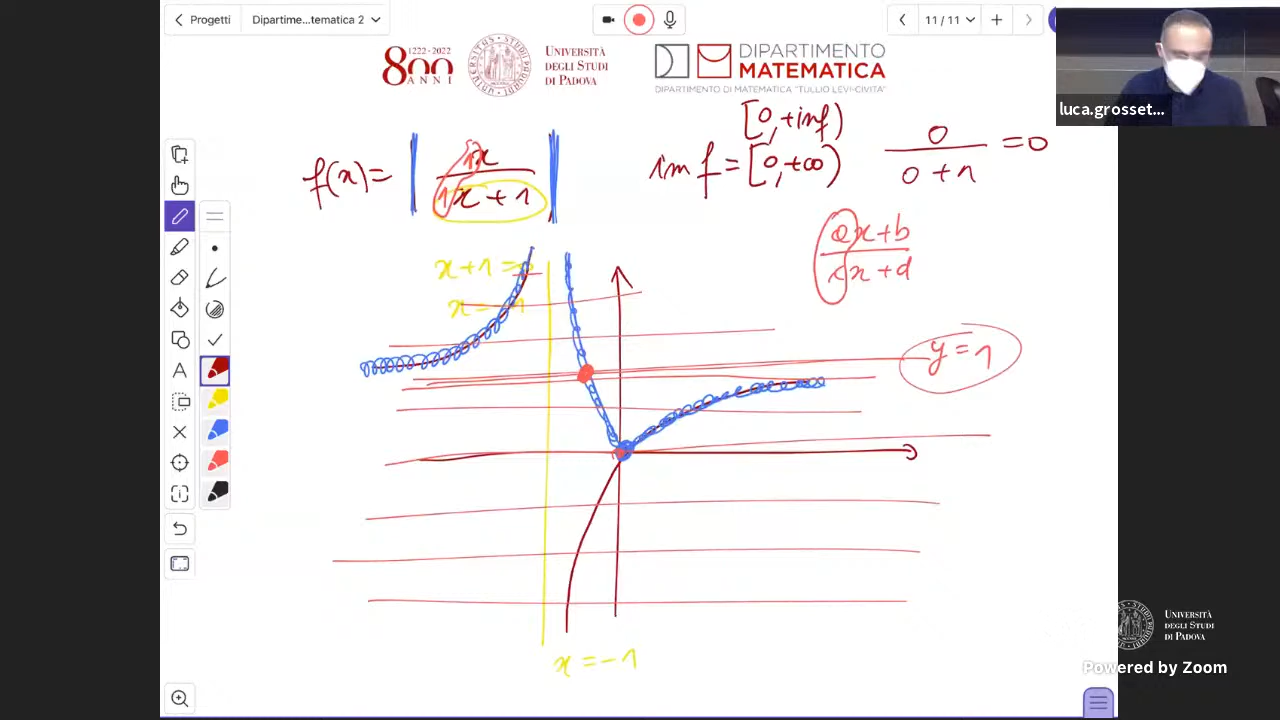 Progetti
Dipartime...tematica 2
11/11
1222-2022
800
ANNI
UNIVERSITÀ
DEGLI STUDI
DI PADOVA
DIPARTIMENTO
MATEMATICA
DIPARTIMENTO DI MATEMATICA "TULLIO LEVI-CIVITA"
luca.grosset...
[0,+inf)
f(x)= | 1x / 1x+1 |
im f = [0,+∞)
0 / 0+1 = 0
ax+b / cx+d
x+1=0
x=-1
y=1
x=-1
UNIVERSITÀ
DEGLI STUDI
DI PADOVA
Powered by Zoom